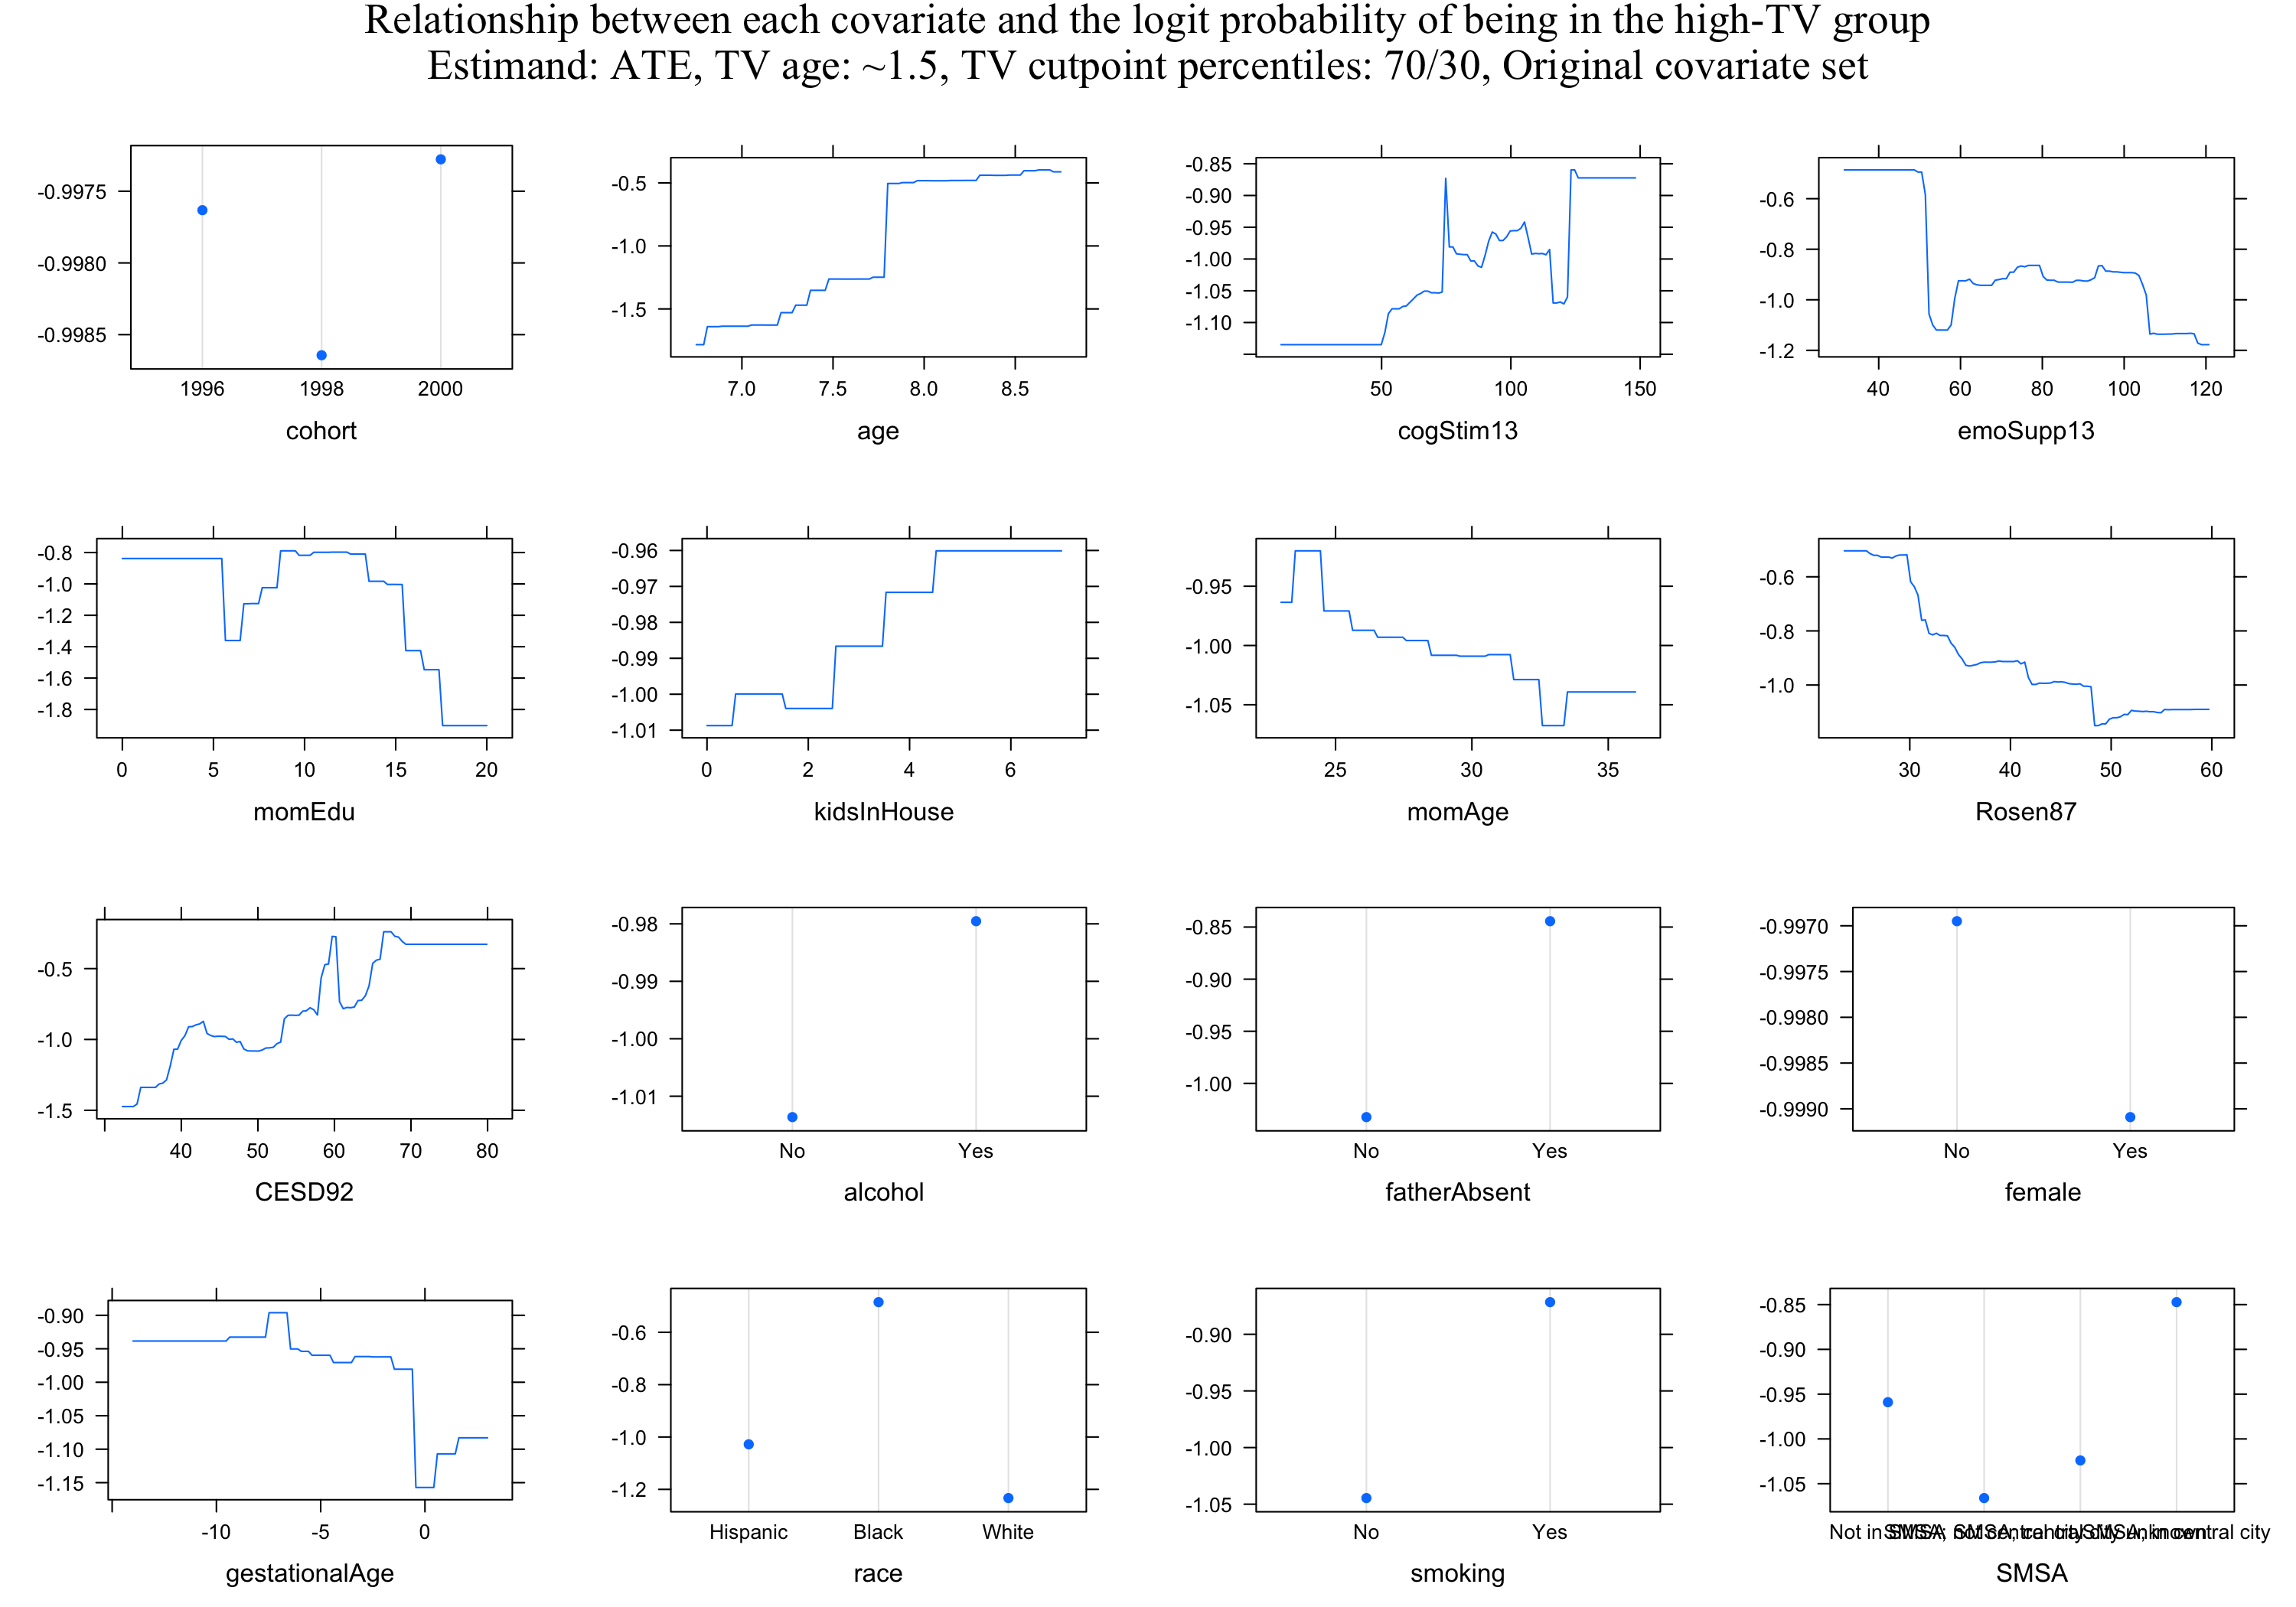 Relationship between each covariate and the logit probability of being in the high-TV group
Estimand: ATE, TV age: ~1.5, TV cutpoint percentiles: 70/30, Original covariate set
-0.9975
-0.9980
-0.9985
1996 1998 2000
cohort
-0.5
-1.0
-1.5
7.0 7.5 8.0 8.5
age
-0.85
-0.90
-0.95
-1.00
-1.05
-1.10
50 100 150
cogStim13
-0.6
-0.8
-1.0
-1.2
40 60 80 100 120
emoSupp13
-0.8
-1.0
-1.2
-1.4
-1.6
-1.8
0 5 10 15 20
momEdu
-0.96
-0.97
-0.98
-0.99
-1.00
-1.01
0 2 4 6
kidsInHouse
-0.95
-1.00
-1.05
25 30 35
momAge
-0.6
-0.8
-1.0
30 40 50 60
Rosen87
-0.5
-1.0
-1.5
40 50 60 70 80
CESD92
-0.98
-0.99
-1.00
-1.01
No Yes
alcohol
-0.85
-0.90
-0.95
-1.00
No Yes
fatherAbsent
-0.9970
-0.9975
-0.9980
-0.9985
-0.9990
No Yes
female
-0.90
-0.95
-1.00
-1.05
-1.10
-1.15
-10 -5 0
gestationalAge
-0.6
-0.8
-1.0
-1.2
Hispanic Black White
race
-0.90
-0.95
-1.00
-1.05
No Yes
smoking
-0.85
-0.90
-0.95
-1.00
-1.05
Not in central city
SMSA